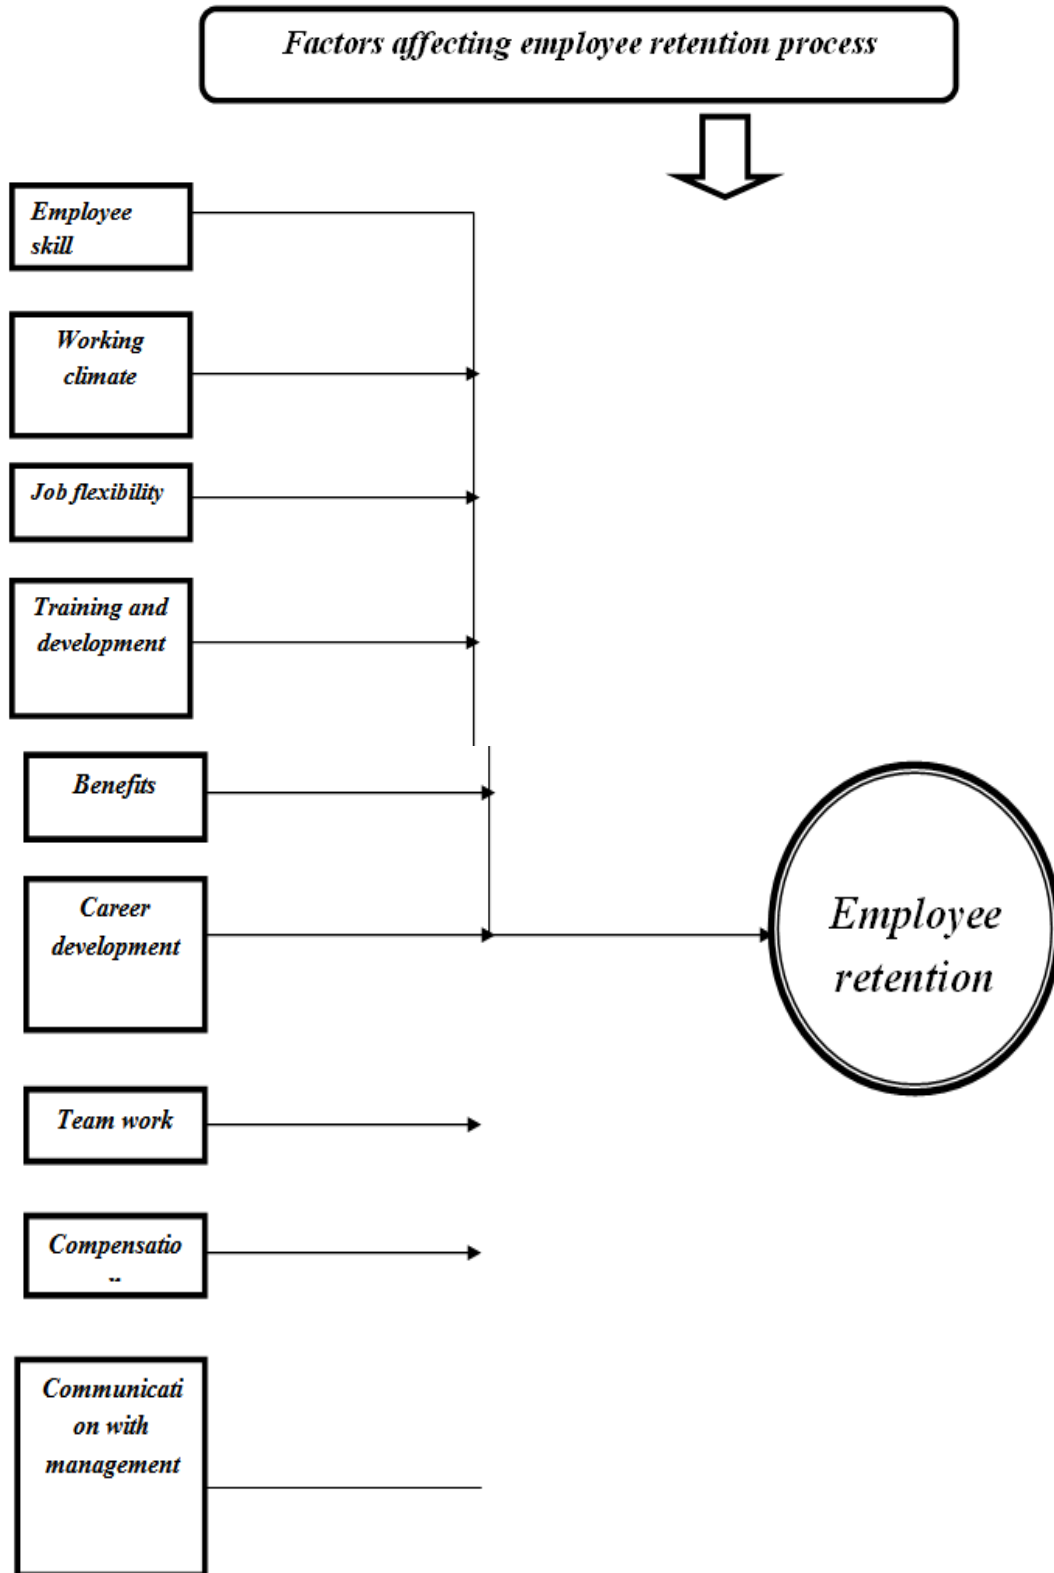 Factors affecting employee retention process
Employee
skill
Working
climate
Job flexibility
Training and
development
Benefits
Career
development
Employee
retention
Team work
Compensatio
Communicati
on with
management